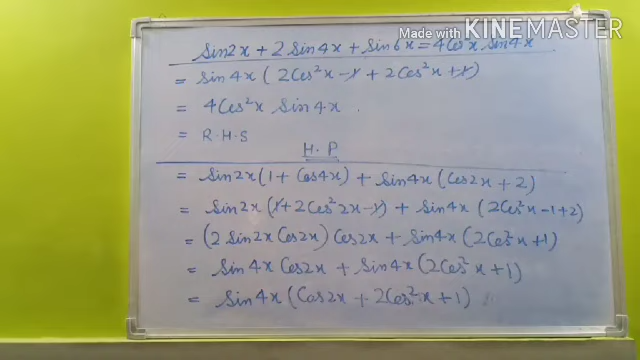 Made with KINEMASTER
Sin2x + 2 Sin4x + Sin6x = 4Cos²x Sin4x
= Sin4x ( 2Cos²x - 1 + 2Cos²x + 1)
= 4Cos²x Sin4x .
= R.H.S
H.P
= Sin2x (1 + Cos4x) + Sin4x (Cos2x + 2)
= Sin2x (1 + 2Cos²2x - 1) + Sin4x (2Cos²x - 1 + 2)
= (2 Sin2x Cos2x) Cos2x + Sin4x (2Cos²x + 1)
= Sin4x Cos2x + Sin4x (2Cos²x + 1)
= Sin4x (Cos2x + 2Cos²x + 1)